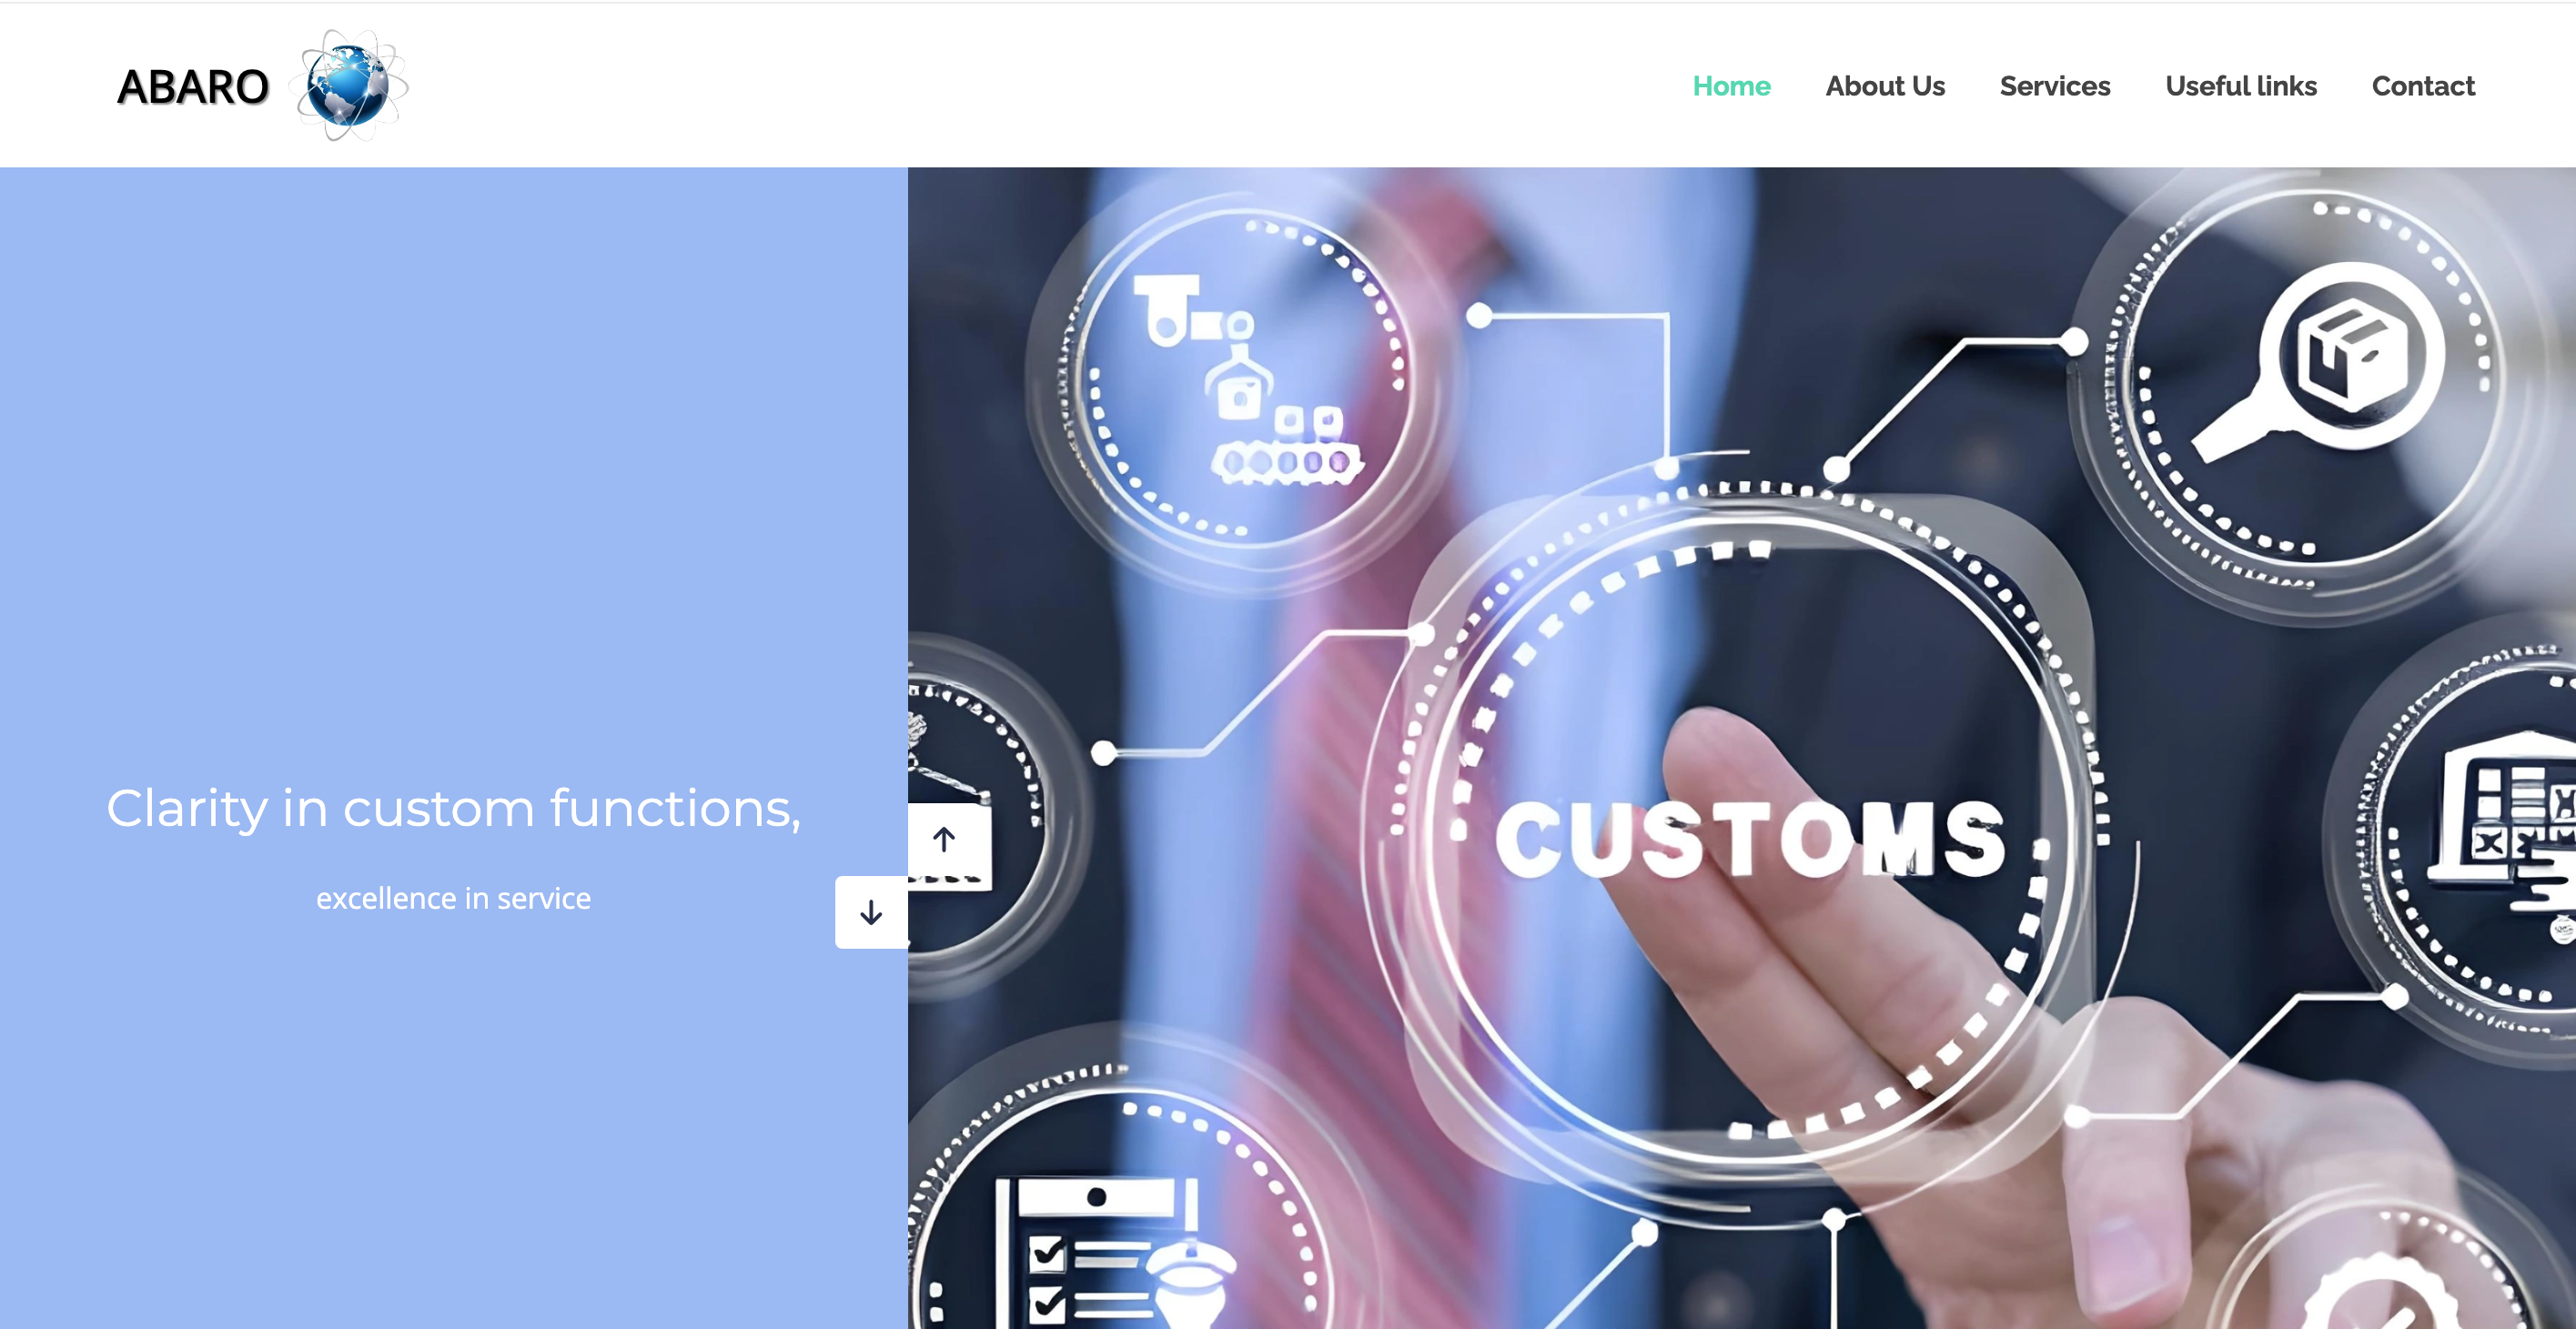 ABARO
Home About Us Services Useful links Contact
Clarity in custom functions,
excellence in service
CUSTOMS